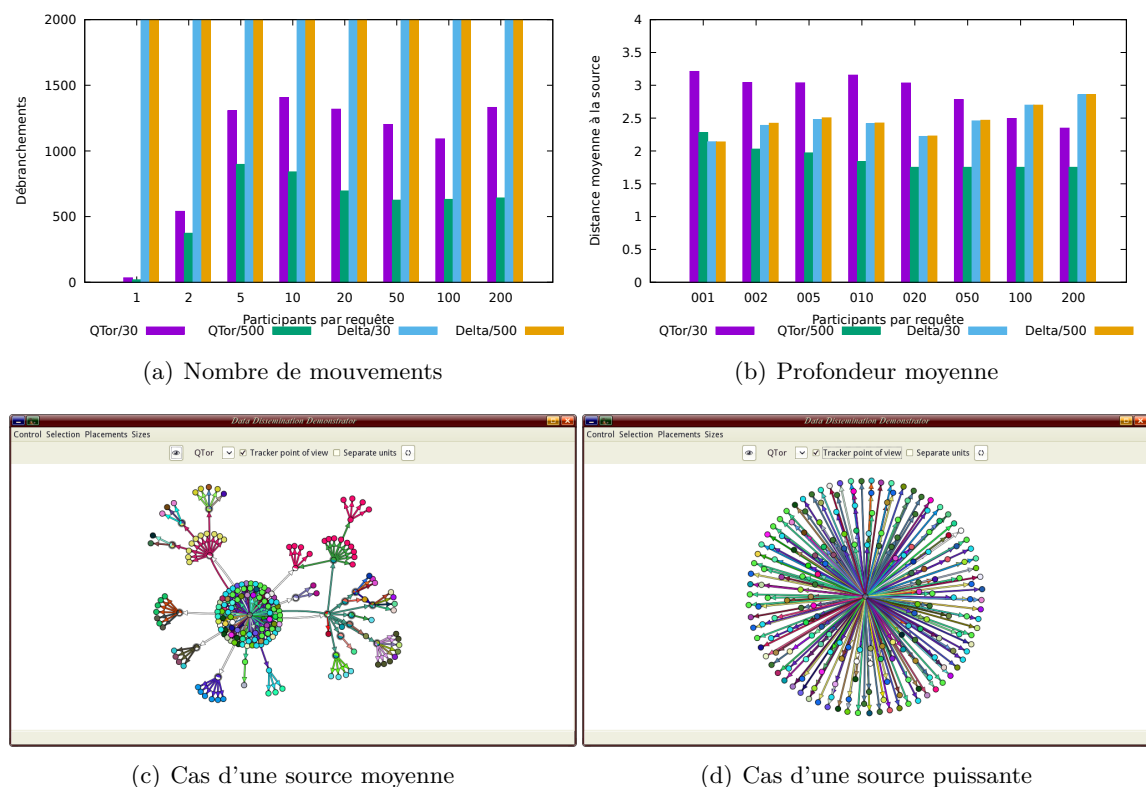 2000
1500
1000
500
0
Débranchements
1 2 5 10 20 50 100 200
Participants par requête
QTor/30 QTor/500 Delta/30 Delta/500
(a) Nombre de mouvements
4
3.5
3
2.5
2
1.5
1
0.5
0
Distance moyenne à la source
001 002 005 010 020 050 100 200
Participants par requête
QTor/30 QTor/500 Delta/30 Delta/500
(b) Profondeur moyenne
Data Dissemination Demonstrator
Control Selection Placements Sizes
QTor Tracker point of view Separate units
(c) Cas d'une source moyenne
Data Dissemination Demonstrator
Control Selection Placements Sizes
QTor Tracker point of view Separate units
(d) Cas d'une source puissante